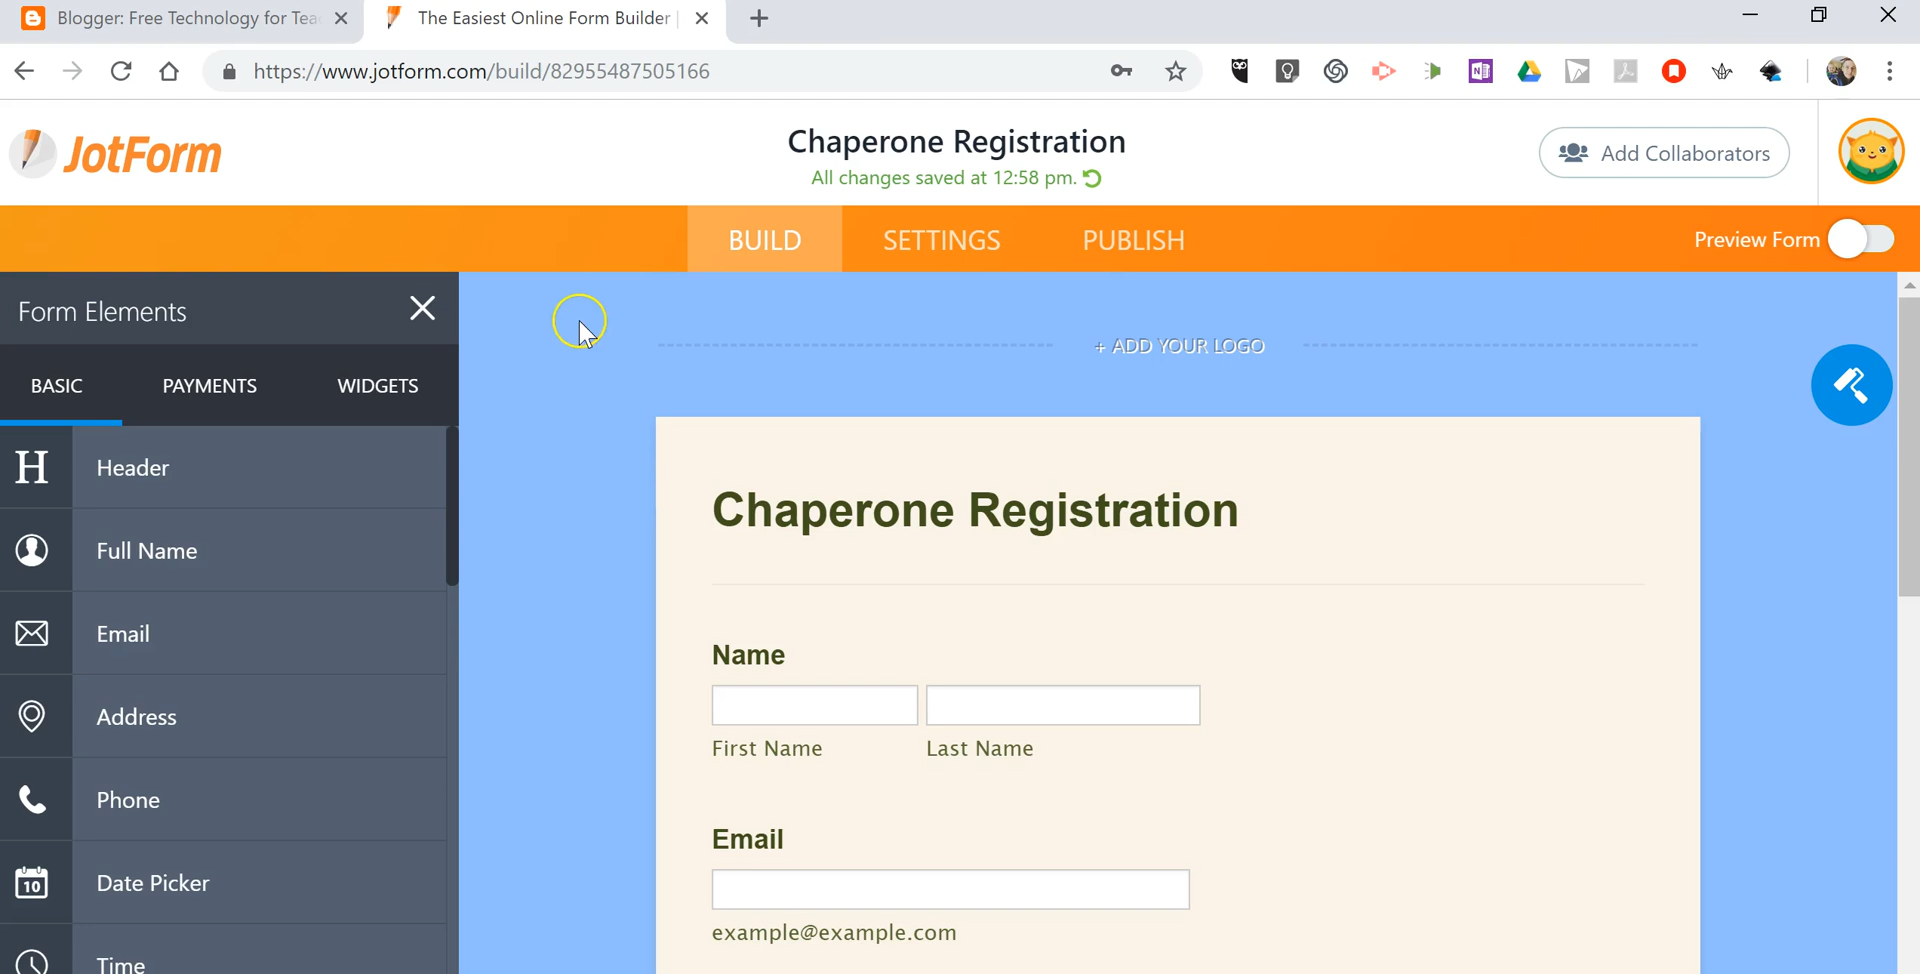 Blogger: Free Technology for Tea
The Easiest Online Form Builder
https://www.jotform.com/build/82955487505166
JotForm
Chaperone Registration
All changes saved at 12:58 pm.
Add Collaborators
BUILD
SETTINGS
PUBLISH
Preview Form
Form Elements
BASIC
PAYMENTS
WIDGETS
H
Header
Full Name
Email
Address
Phone
10
Date Picker
Time
+ ADD YOUR LOGO
Chaperone Registration
Name
First Name
Last Name
Email
example@example.com